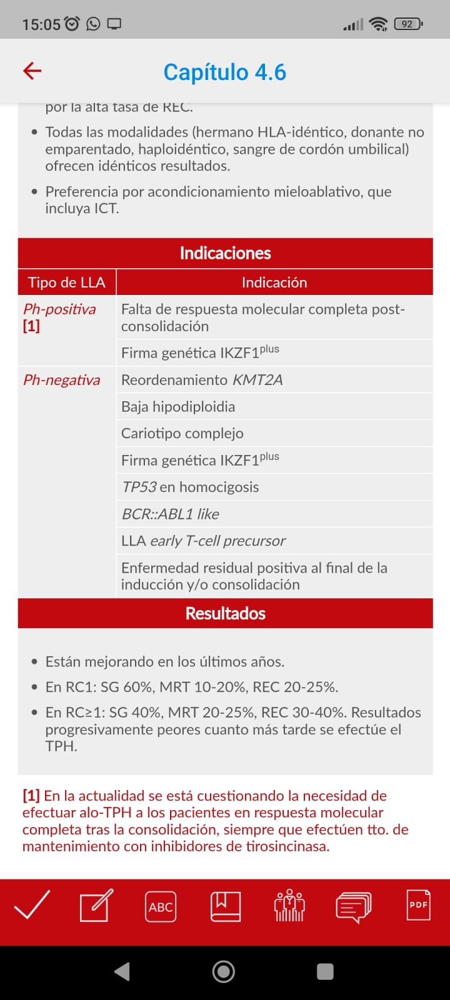 15:05
92
Capítulo 4.6
por la alta tasa de REC.
• Todas las modalidades (hermano HLA-idéntico, donante no
emparentado, haploidéntico, sangre de cordón umbilical)
ofrecen idénticos resultados.
• Preferencia por acondicionamiento mieloablativo, que
incluya ICT.
Indicaciones
Tipo de LLA Indicación
Ph-positiva Falta de respuesta molecular completa post-
[1] consolidación
Firma genética IKZF1plus
Ph-negativa Reordenamiento KMT2A
Baja hipodiploidia
Cariotipo complejo
Firma genética IKZF1plus
TP53 en homocigosis
BCR::ABL1 like
LLA early T-cell precursor
Enfermedad residual positiva al final de la
inducción y/o consolidación
Resultados
• Están mejorando en los últimos años.
• En RC1: SG 60%, MRT 10-20%, REC 20-25%.
• En RC≥1: SG 40%, MRT 20-25%, REC 30-40%. Resultados
progresivamente peores cuanto más tarde se efectúe el
TPH.
[1] En la actualidad se está cuestionando la necesidad de
efectuar alo-TPH a los pacientes en respuesta molecular
completa tras la consolidación, siempre que efectúen tto. de
mantenimiento con inhibidores de tirosincinasa.
ABC
PDF